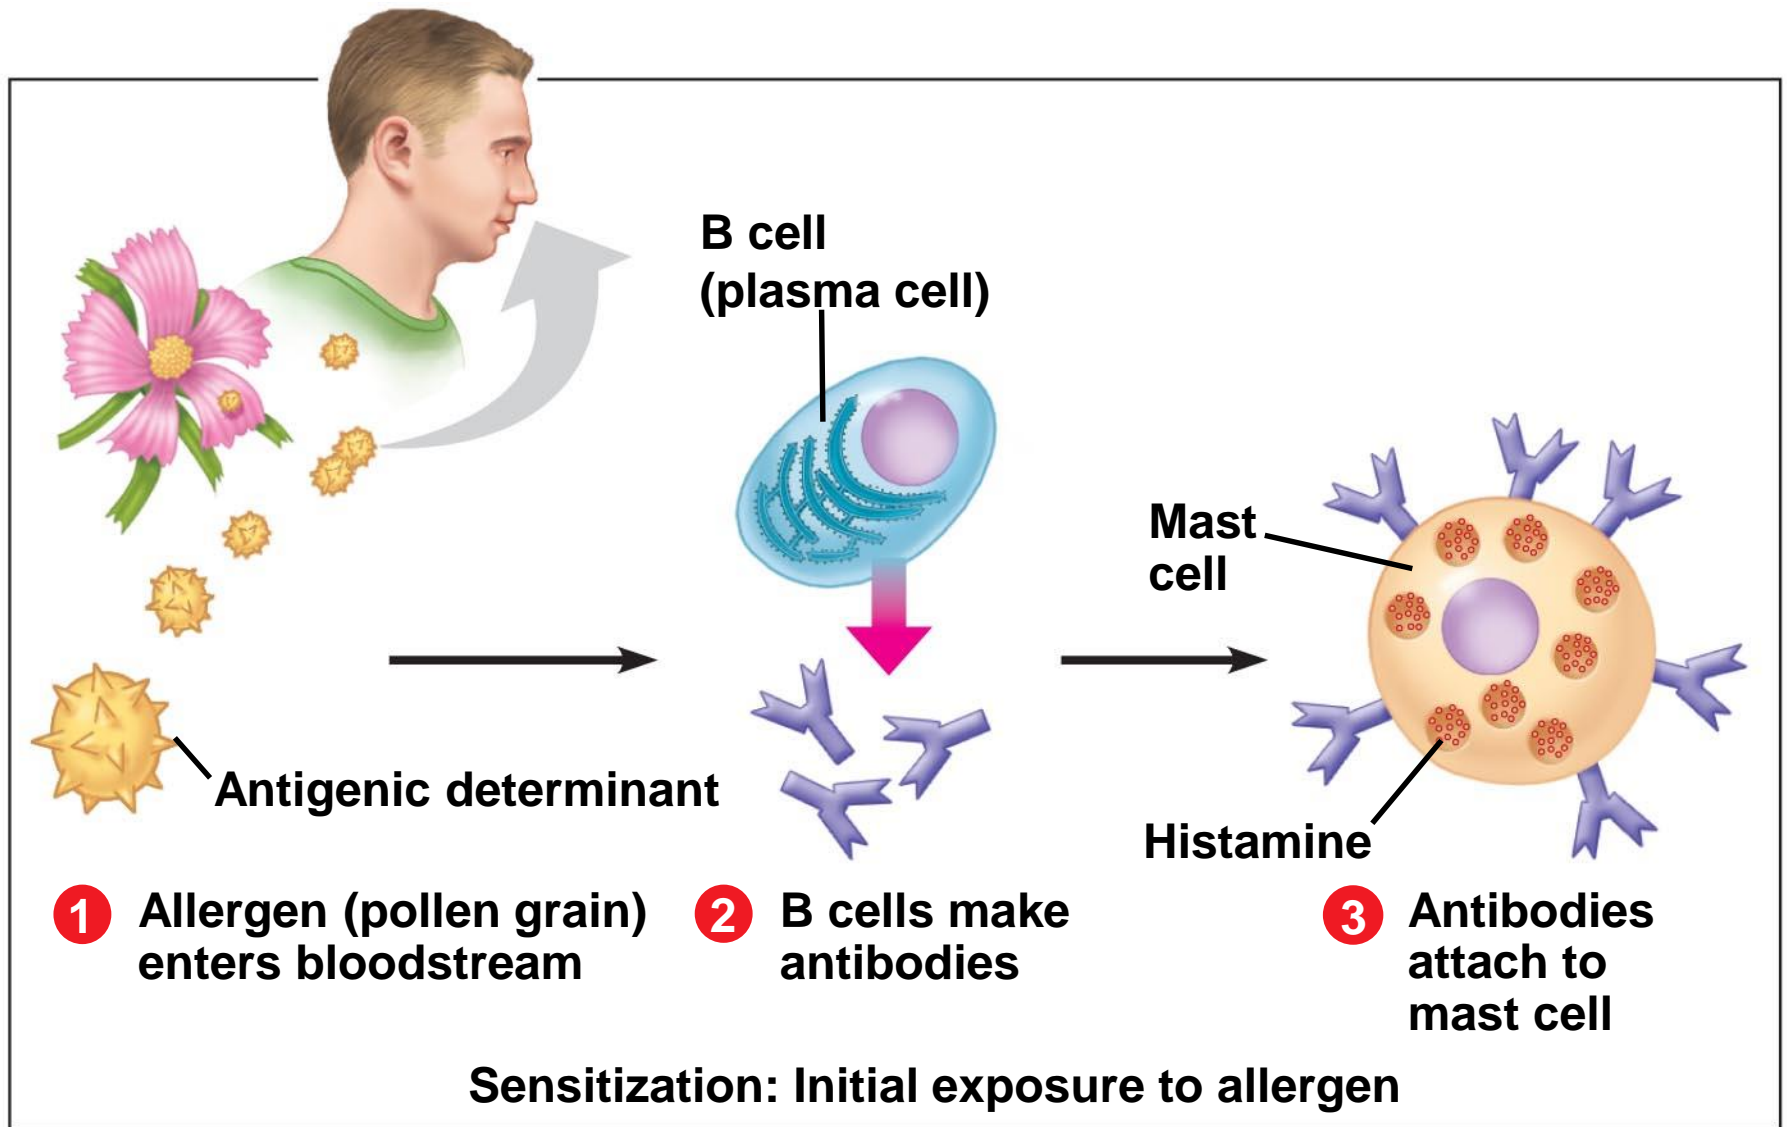 B cell
(plasma cell)
Mast
cell
Antigenic determinant
Histamine
1 Allergen (pollen grain)
enters bloodstream
2 B cells make
antibodies
3 Antibodies
attach to
mast cell
Sensitization: Initial exposure to allergen